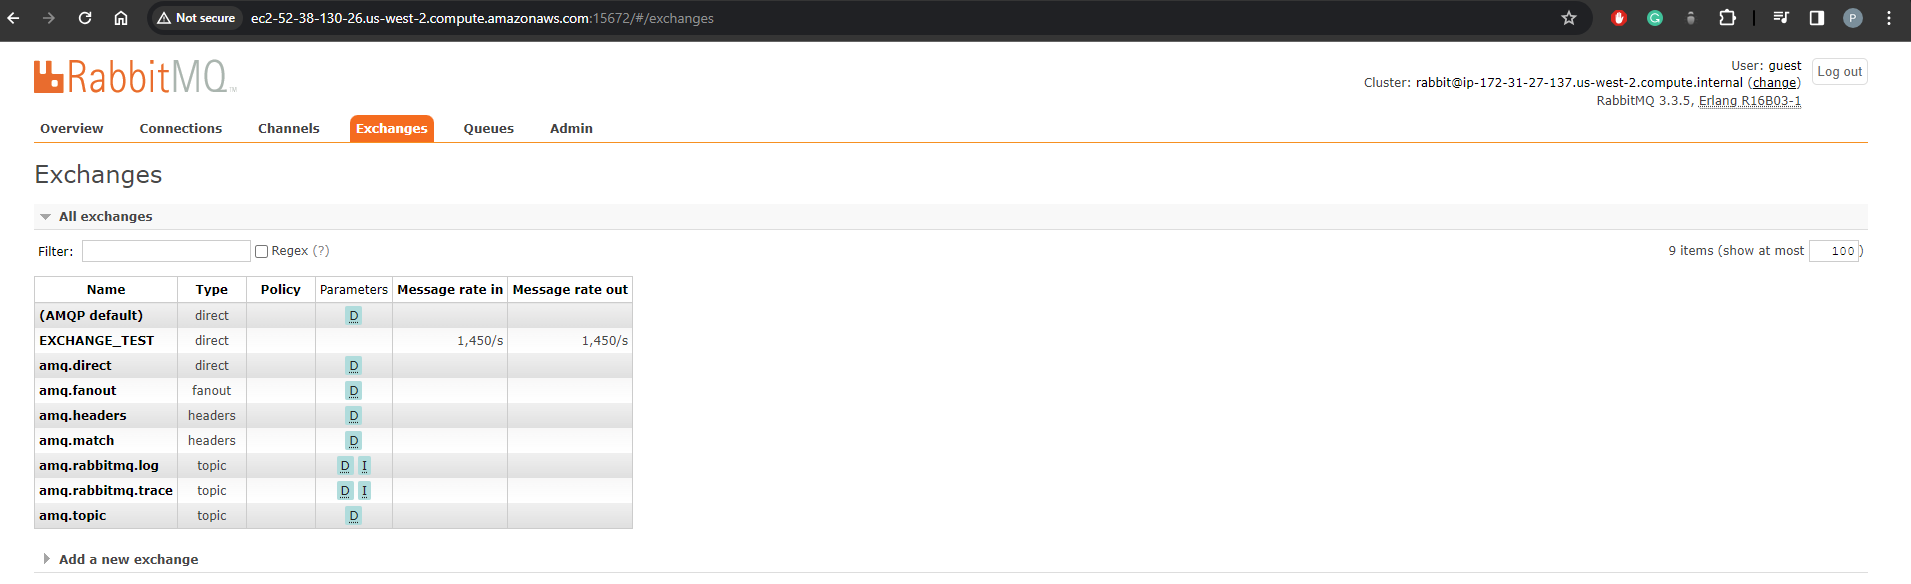 Not secure ec2-52-38-130-26.us-west-2.compute.amazonaws.com:15672/#/exchanges P
RabbitMQ™
User: guest
Log out
Cluster: rabbit@ip-172-31-27-137.us-west-2.compute.internal (change)
RabbitMQ 3.3.5, Erlang R16B03-1
Overview Connections Channels Exchanges Queues Admin
Exchanges
All exchanges
Filter: Regex (?) 9 items (show at most 100)
Name Type Policy Parameters Message rate in Message rate out
(AMQP default) direct D
EXCHANGE_TEST direct 1,450/s 1,450/s
amq.direct direct D
amq.fanout fanout D
amq.headers headers D
amq.match headers D
amq.rabbitmq.log topic D I
amq.rabbitmq.trace topic D I
amq.topic topic D
Add a new exchange